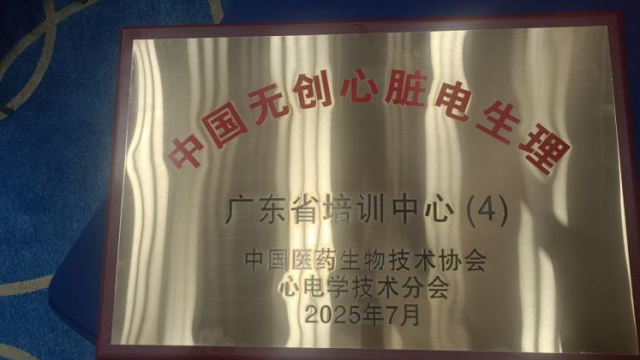 中国无创心脏电生理
广东省培训中心(4)
中国医药生物技术协会
心电学技术分会
2025年7月